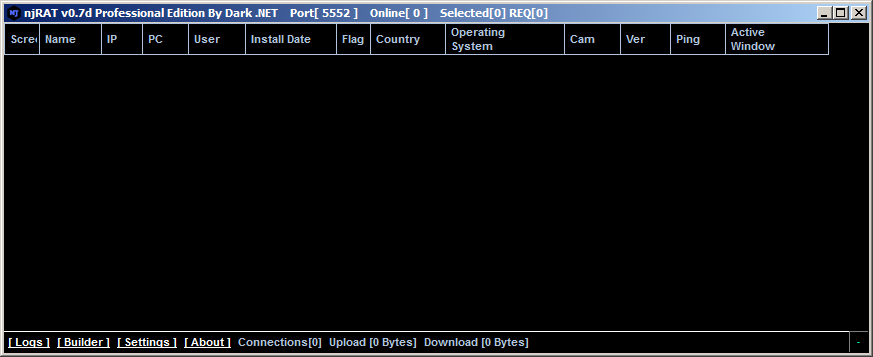 njRAT v0.7d Professional Edition By Dark .NET Port[ 5552 ] Online[ 0 ] Selected[0] REQ[0]
Scree Name IP PC User Install Date Flag Country Operating System Cam Ver Ping Active Window
[ Logs ] [ Builder ] [ Settings ] [ About ] Connections[0] Upload [0 Bytes] Download [0 Bytes] -